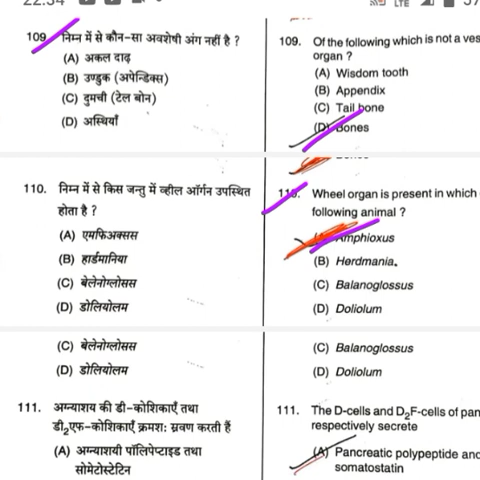 22:34
LTE
109. निम्न में से कौन-सा अवशेषी अंग नहीं है ?
(A) अकल दाढ़
(B) उण्डुक (अपेन्डिक्स)
(C) दुमची (टेल बोन)
(D) अस्थियाँ
109. Of the following which is not a ves
organ ?
(A) Wisdom tooth
(B) Appendix
(C) Tail bone
(D) Bones
110. निम्न में से किस जन्तु में व्हील ऑर्गन उपस्थित
होता है ?
(A) एमफिअक्सस
(B) हार्डमानिया
(C) बेलेनोग्लोसस
(D) डोलियोलम
110. Wheel organ is present in which
following animal ?
Amphioxus
(B) Herdmania.
(C) Balanoglossus
(D) Doliolum
(C) बेलेनोग्लोसस
(D) डोलियोलम
(C) Balanoglossus
(D) Doliolum
111. अग्न्याशय की डी-कोशिकाएँ तथा
डी₂एफ-कोशिकाएँ क्रमशः स्रवण करती हैं
(A) अग्न्याशयी पॉलिपेप्टाइड तथा
सोमेटोस्टेटिन
111. The D-cells and D₂F-cells of pan
respectively secrete
(A) Pancreatic polypeptide and
somatostatin